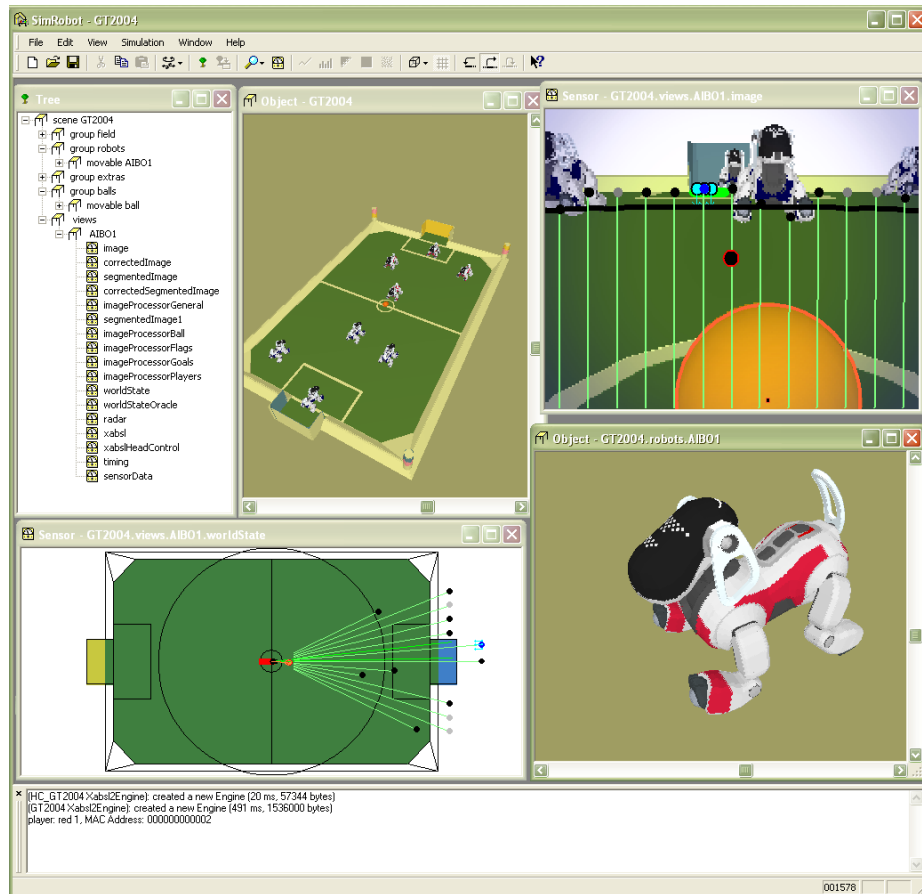 SimRobot - GT2004
File Edit View Simulation Window Help
Tree
scene GT2004
group field
group robots
movable AIBO1
group extras
group balls
movable ball
views
AIBO1
image
correctedImage
segmentedImage
correctedSegmentedImage
imageProcessorGeneral
segmentedImage1
imageProcessorBall
imageProcessorFlags
imageProcessorGoals
imageProcessorPlayers
worldState
worldStateOracle
radar
xabsl
xabslHeadControl
timing
sensorData
Object - GT2004
Sensor - GT2004.views.AIBO1.image
Sensor - GT2004.views.AIBO1.worldState
Object - GT2004.robots.AIBO1
(HC_GT2004 Xabsl2Engine): created a new Engine (20 ms, 57344 bytes)
(GT2004 Xabsl2Engine): created a new Engine (491 ms, 1536000 bytes)
player: red 1, MAC Address: 000000000002
001578